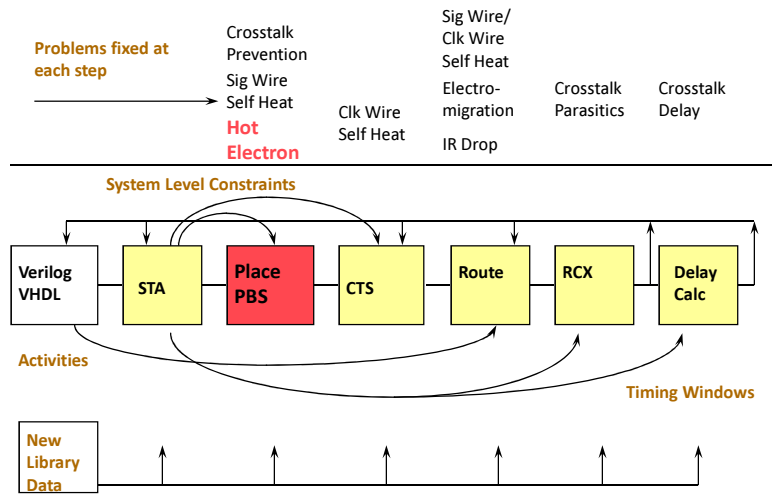 Problems fixed at
each step
Crosstalk
Prevention
Sig Wire
Self Heat
Hot
Electron
Clk Wire
Self Heat
Sig Wire/
Clk Wire
Self Heat
Electro-
migration
IR Drop
Crosstalk
Parasitics
Crosstalk
Delay
System Level Constraints
Verilog
VHDL
STA
Place
PBS
CTS
Route
RCX
Delay
Calc
Activities
Timing Windows
New
Library
Data